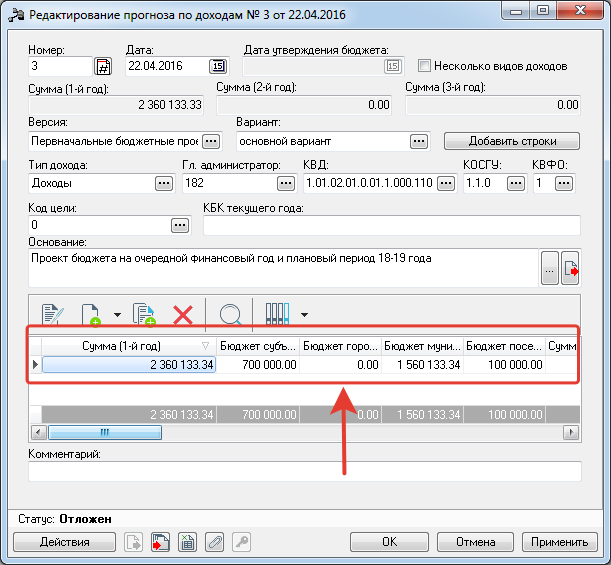 Редактирование прогноза по доходам № 3 от 22.04.2016
Номер: Дата: Дата утверждения бюджета:
3 # 22.04.2016 15 15 Несколько видов доходов
Сумма (1-й год): Сумма (2-й год): Сумма (3-й год):
2 360 133.33 0.00 0.00
Версия: Вариант:
Первначальные бюджетные прое ... основной вариант ... Добавить строки
Тип дохода: Гл. администратор: КВД: КОСГУ: КВФО:
Доходы ... 182 ... 1.01.02.01.0.01.1.000.110 ... 1.1.0 ... 1 ...
Код цели: КБК текущего года:
0 ...
Основание:
Проект бюджета на очередной финансовый год и плановый период 18-19 года ...
Сумма (1-й год) Бюджет субъ... Бюджет горо... Бюджет муни... Бюджет посе... Сумм
2 360 133.34 700 000.00 0.00 1 560 133.34 100 000.00
2 360 133.34 700 000.00 0.00 1 560 133.34 100 000.00
Комментарий:
Статус: Отложен
Действия OK Отмена Применить